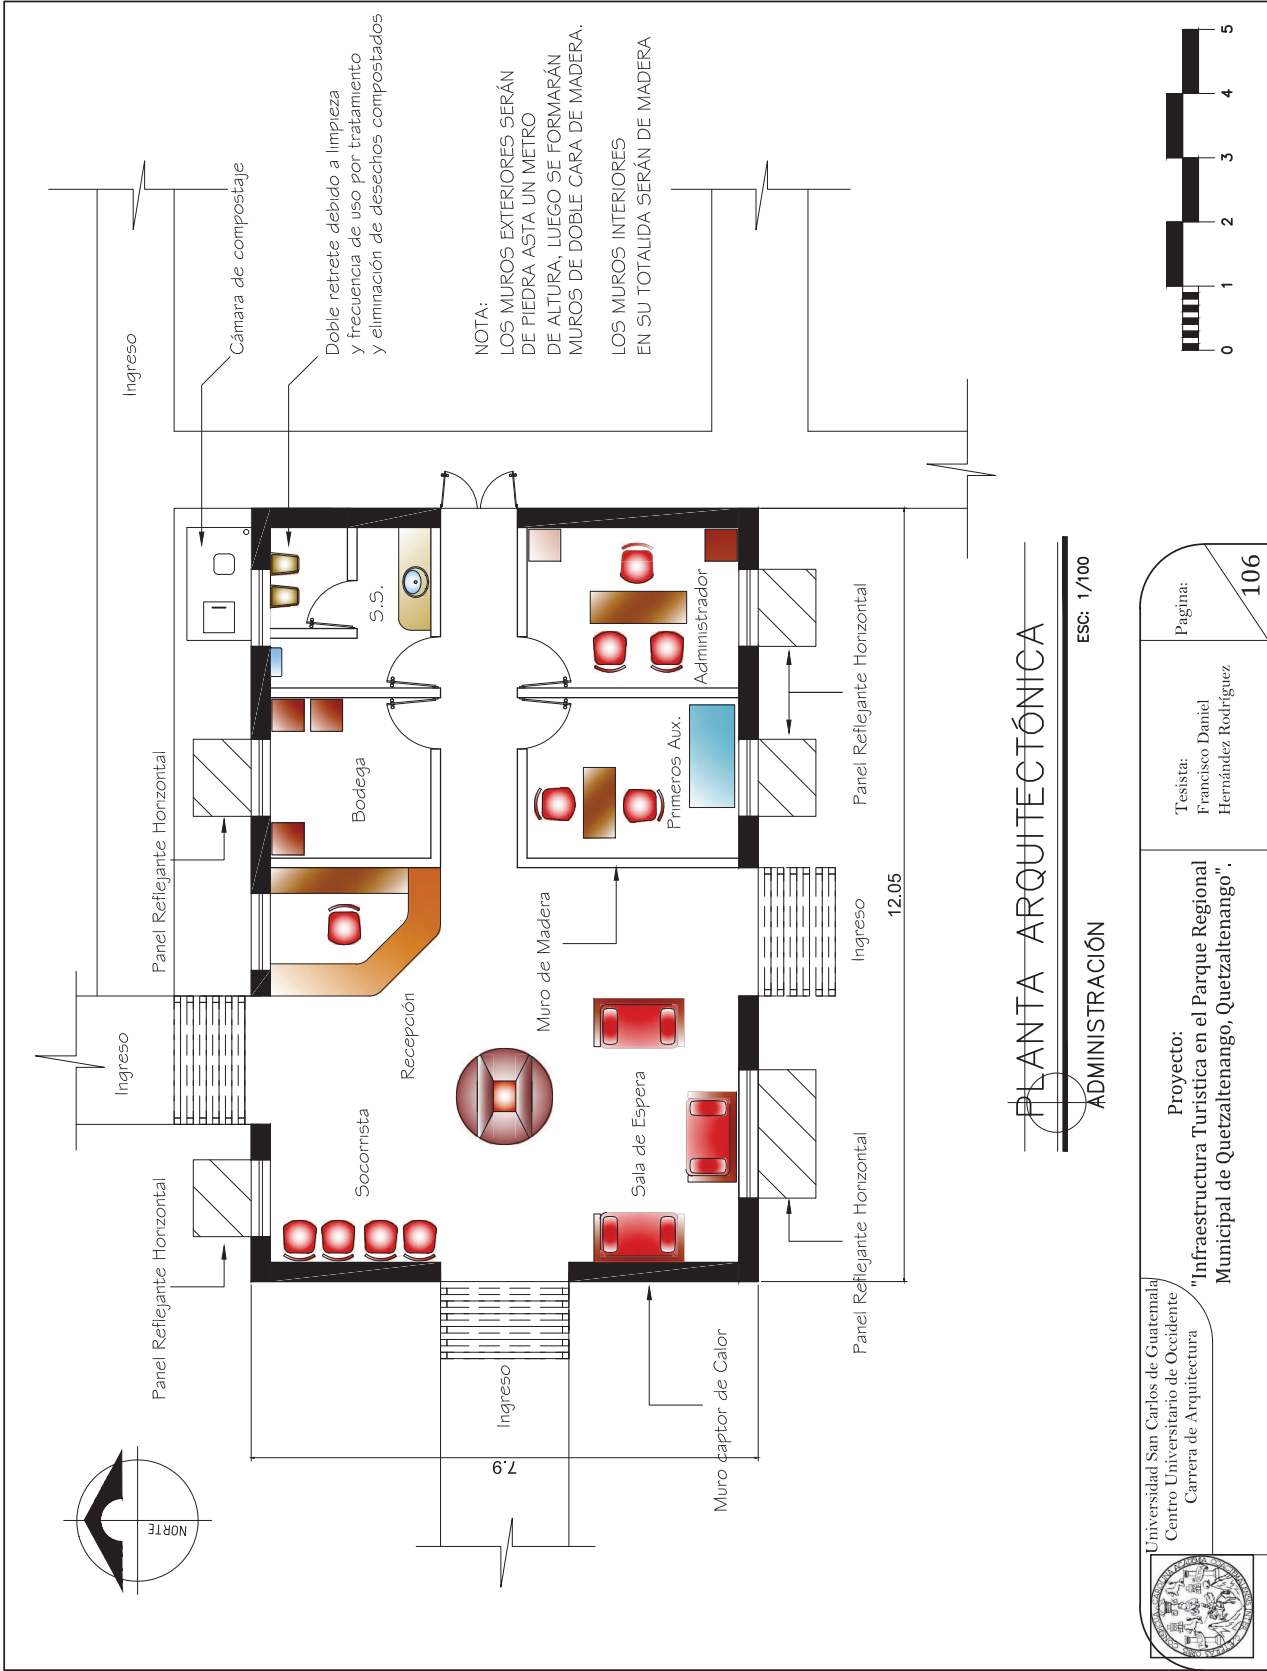 NORTE
Panel Reflejante Horizontal
Ingreso
Panel Reflejante Horizontal
Ingreso
Cámara de compostaje
Doble retrete debido a limpieza
y frecuencia de uso por tratamiento
y eliminación de desechos compostados
NOTA:
LOS MUROS EXTERIORES SERÁN
DE PIEDRA ASTA UN METRO
DE ALTURA, LUEGO SE FORMARÁN
MUROS DE DOBLE CARA DE MADERA.
LOS MUROS INTERIORES
EN SU TOTALIDA SERÁN DE MADERA
Socorrista
Recepción
Bodega
S.S.
Ingreso
7.9
Muro de Madera
Sala de Espera
Primeros Aux.
Administrador
Muro captor de Calor
Panel Reflejante Horizontal
Ingreso
Panel Reflejante Horizontal
12.05
PLANTA ARQUITECTÓNICA
ADMINISTRACIÓN
ESC: 1/100
0 1 2 3 4 5
Universidad San Carlos de Guatemala
Centro Universitario de Occidente
Carrera de Arquitectura
Proyecto:
"Infraestructura Turistica en el Parque Regional
Municipal de Quetzaltenango, Quetzaltenango".
Tesista:
Francisco Daniel
Hernández Rodríguez
Pagina:
106